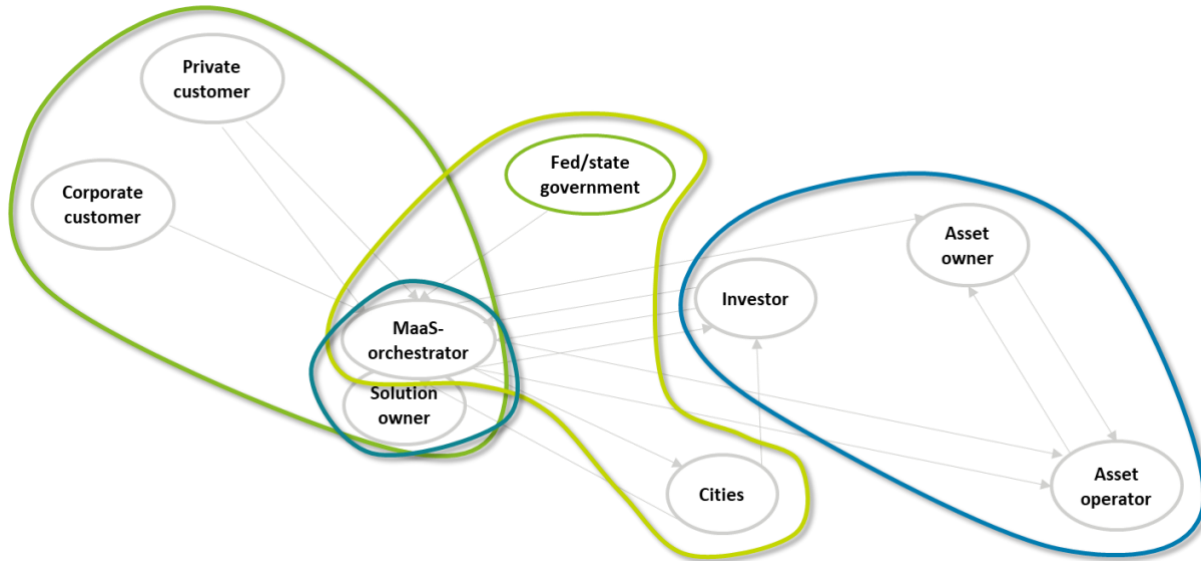 Private
customer
Corporate
customer
Fed/state
government
Asset
owner
Investor
MaaS-
orchestrator
Solution
owner
Cities
Asset
operator